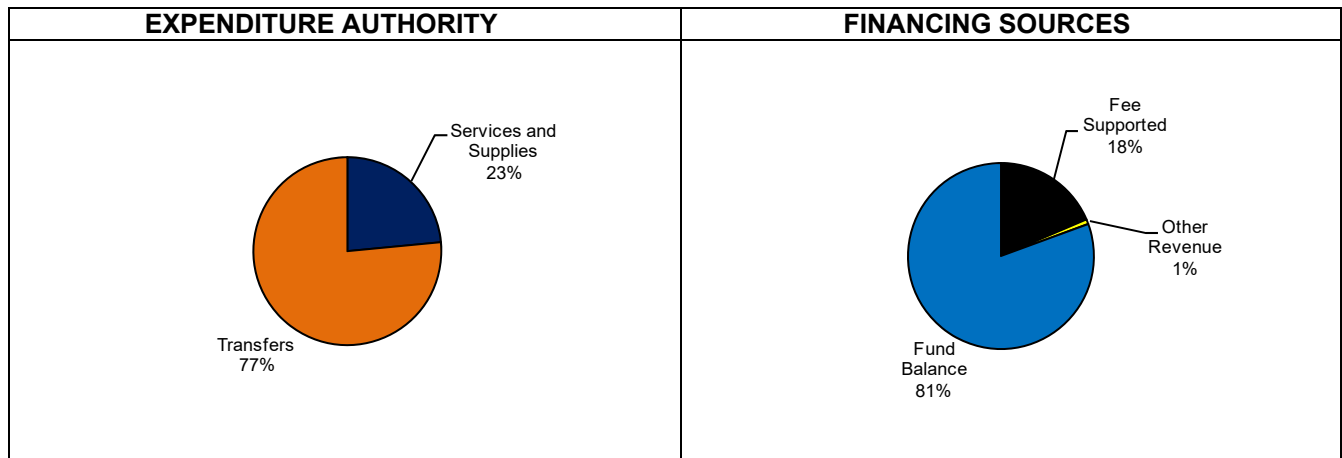 EXPENDITURE AUTHORITY
Services and
Supplies
23%
Transfers
77%
FINANCING SOURCES
Fee
Supported
18%
Other
Revenue
1%
Fund
Balance
81%